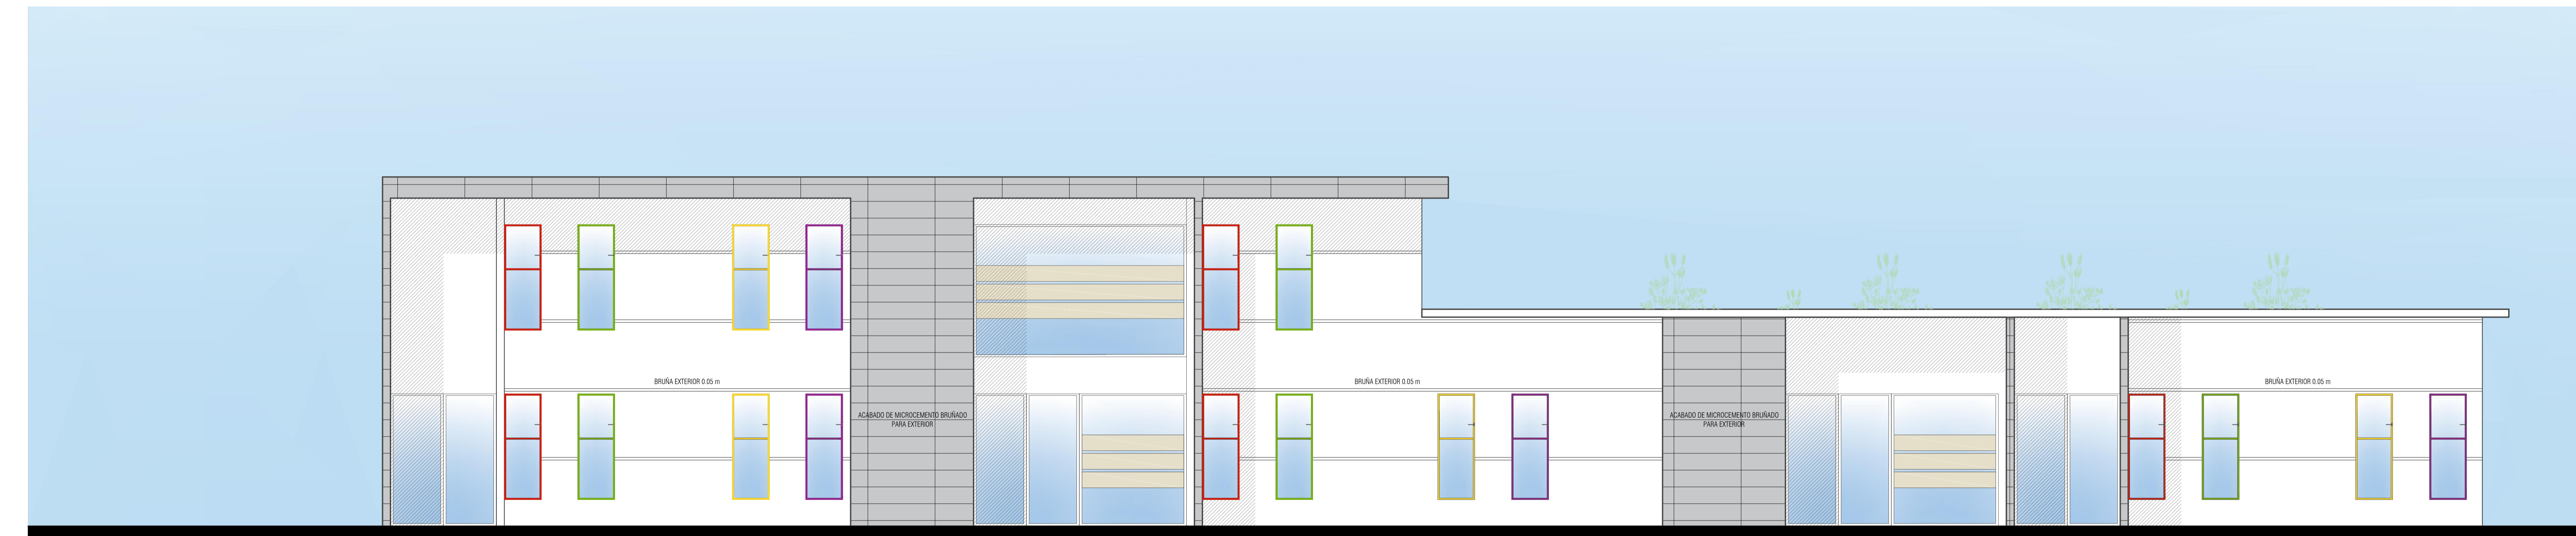 BRUÑA EXTERIOR 0.05 m
BRUÑA EXTERIOR 0.05 m
BRUÑA EXTERIOR 0.05 m
ACABADO DE MICROCEMENTO BRUÑADO
PARA EXTERIOR
ACABADO DE MICROCEMENTO BRUÑADO
PARA EXTERIOR